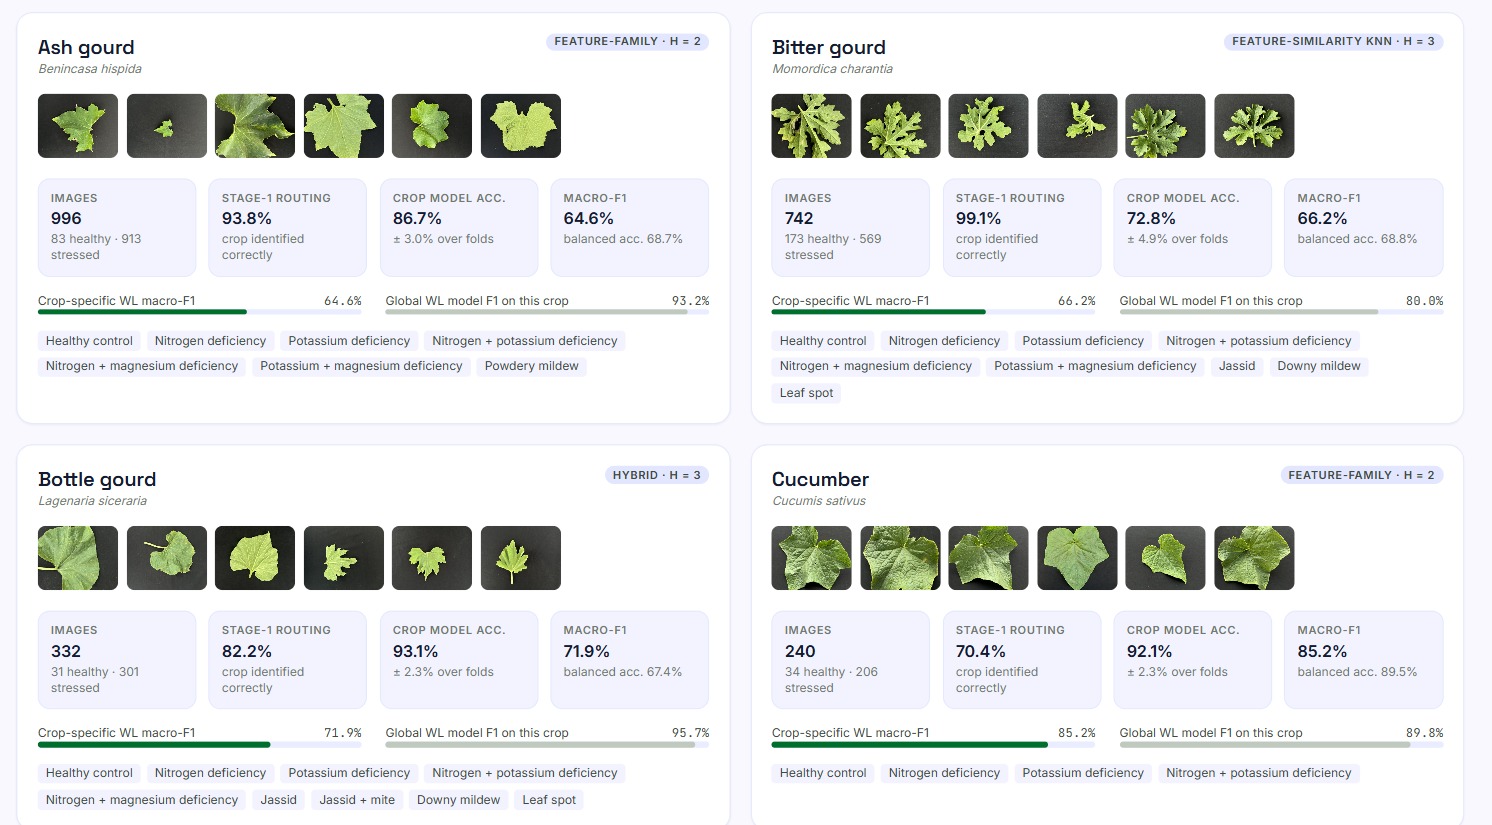 Ash gourd
FEATURE-FAMILY · H = 2
Benincasa hispida
IMAGES
996
83 healthy · 913
stressed
STAGE-1 ROUTING
93.8%
crop identified
correctly
CROP MODEL ACC.
86.7%
± 3.0% over folds
MACRO-F1
64.6%
balanced acc. 68.7%
Crop-specific WL macro-F1 64.6%
Global WL model F1 on this crop 93.2%
Healthy control Nitrogen deficiency Potassium deficiency Nitrogen + potassium deficiency
Nitrogen + magnesium deficiency Potassium + magnesium deficiency Powdery mildew
Bitter gourd
FEATURE-SIMILARITY KNN · H = 3
Momordica charantia
IMAGES
742
173 healthy · 569
stressed
STAGE-1 ROUTING
99.1%
crop identified
correctly
CROP MODEL ACC.
72.8%
± 4.9% over folds
MACRO-F1
66.2%
balanced acc. 68.8%
Crop-specific WL macro-F1 66.2%
Global WL model F1 on this crop 80.0%
Healthy control Nitrogen deficiency Potassium deficiency Nitrogen + potassium deficiency
Nitrogen + magnesium deficiency Potassium + magnesium deficiency Jassid Downy mildew
Leaf spot
Bottle gourd
HYBRID · H = 3
Lagenaria siceraria
IMAGES
332
31 healthy · 301
stressed
STAGE-1 ROUTING
82.2%
crop identified
correctly
CROP MODEL ACC.
93.1%
± 2.3% over folds
MACRO-F1
71.9%
balanced acc. 67.4%
Crop-specific WL macro-F1 71.9%
Global WL model F1 on this crop 95.7%
Healthy control Nitrogen deficiency Potassium deficiency Nitrogen + potassium deficiency
Nitrogen + magnesium deficiency Jassid Jassid + mite Downy mildew Leaf spot
Cucumber
FEATURE-FAMILY · H = 2
Cucumis sativus
IMAGES
240
34 healthy · 206
stressed
STAGE-1 ROUTING
70.4%
crop identified
correctly
CROP MODEL ACC.
92.1%
± 2.3% over folds
MACRO-F1
85.2%
balanced acc. 89.5%
Crop-specific WL macro-F1 85.2%
Global WL model F1 on this crop 89.8%
Healthy control Nitrogen deficiency Potassium deficiency Nitrogen + potassium deficiency